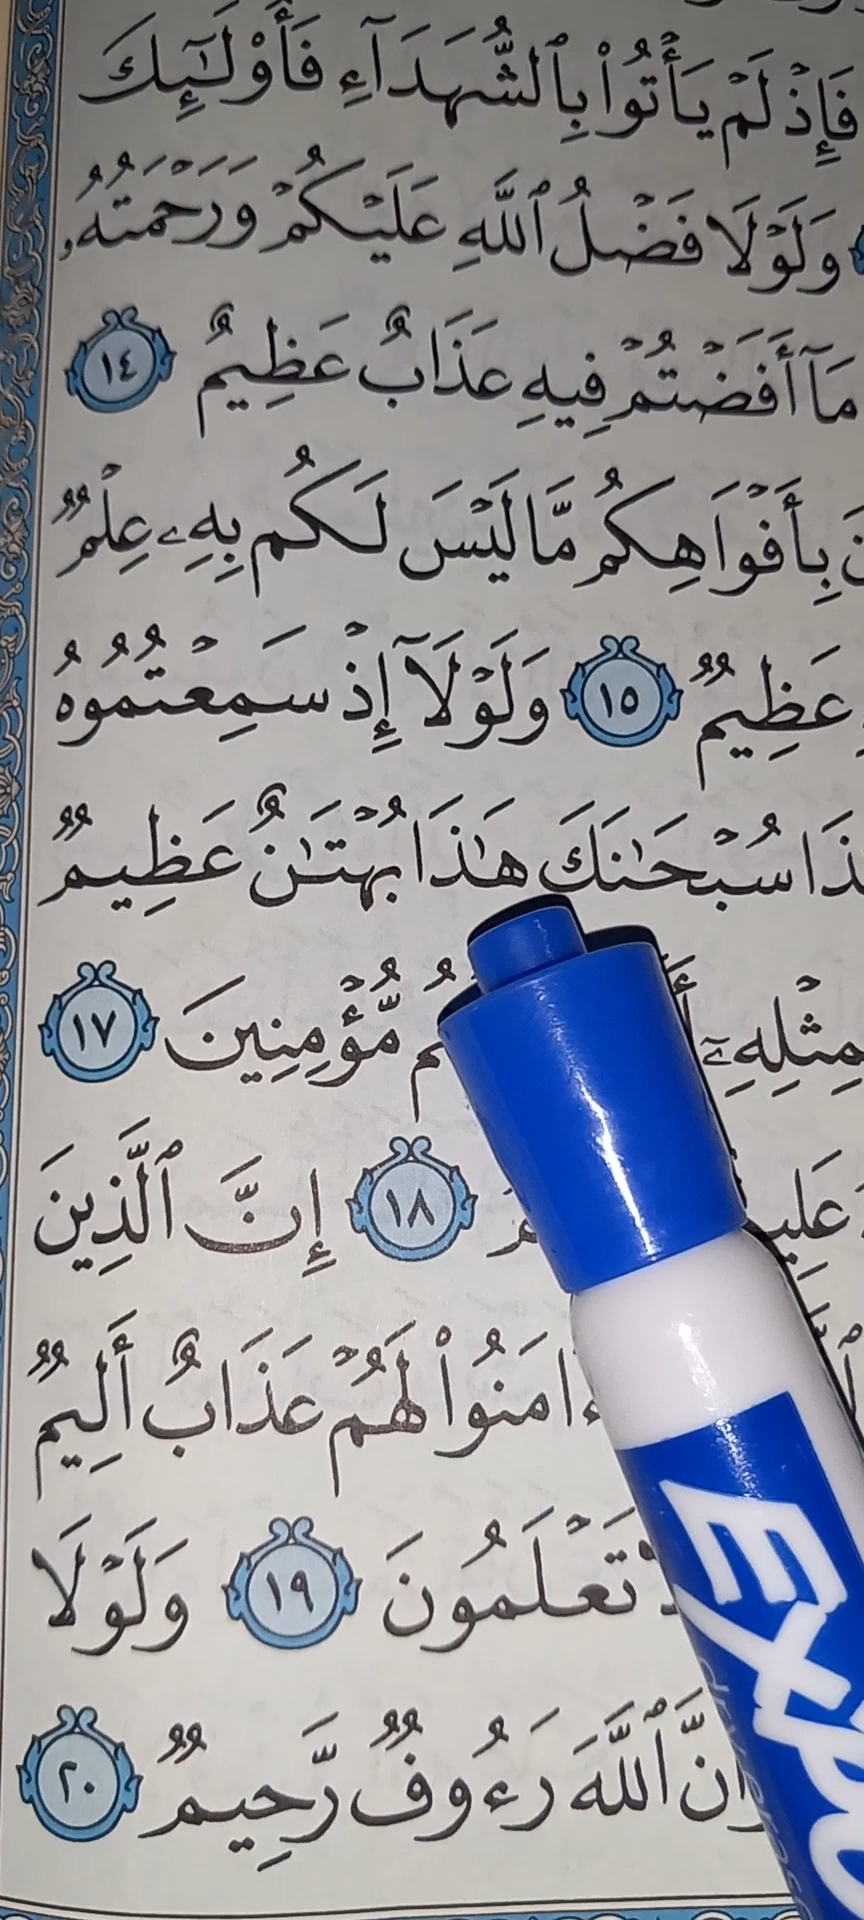 فَإِذْ لَمْ يَأْتُوا۟ بِٱلشُّهَدَآءِ فَأُو۟لَـٰٓئِكَ
وَلَوْلَا فَضْلُ ٱللَّهِ عَلَيْكُمْ وَرَحْمَتُهُۥ
مَآ أَفَضْتُمْ فِيهِ عَذَابٌ عَظِيمٌ ١٤
بِأَفْوَاهِكُم مَّا لَيْسَ لَكُم بِهِۦ عِلْمٌ
عَظِيمٌ ١٥ وَلَوْلَآ إِذْ سَمِعْتُمُوهُ
سُبْحَـٰنَكَ هَـٰذَا بُهْتَـٰنٌ عَظِيمٌ
لِمِثْلِهِۦٓ مُّؤْمِنِينَ ١٧
١٨ إِنَّ ٱلَّذِينَ
ءَامَنُوا۟ لَهُمْ عَذَابٌ أَلِيمٌ
تَعْلَمُونَ ١٩ وَلَوْلَا
ٱللَّهَ رَءُوفٌ رَّحِيمٌ ٢٠